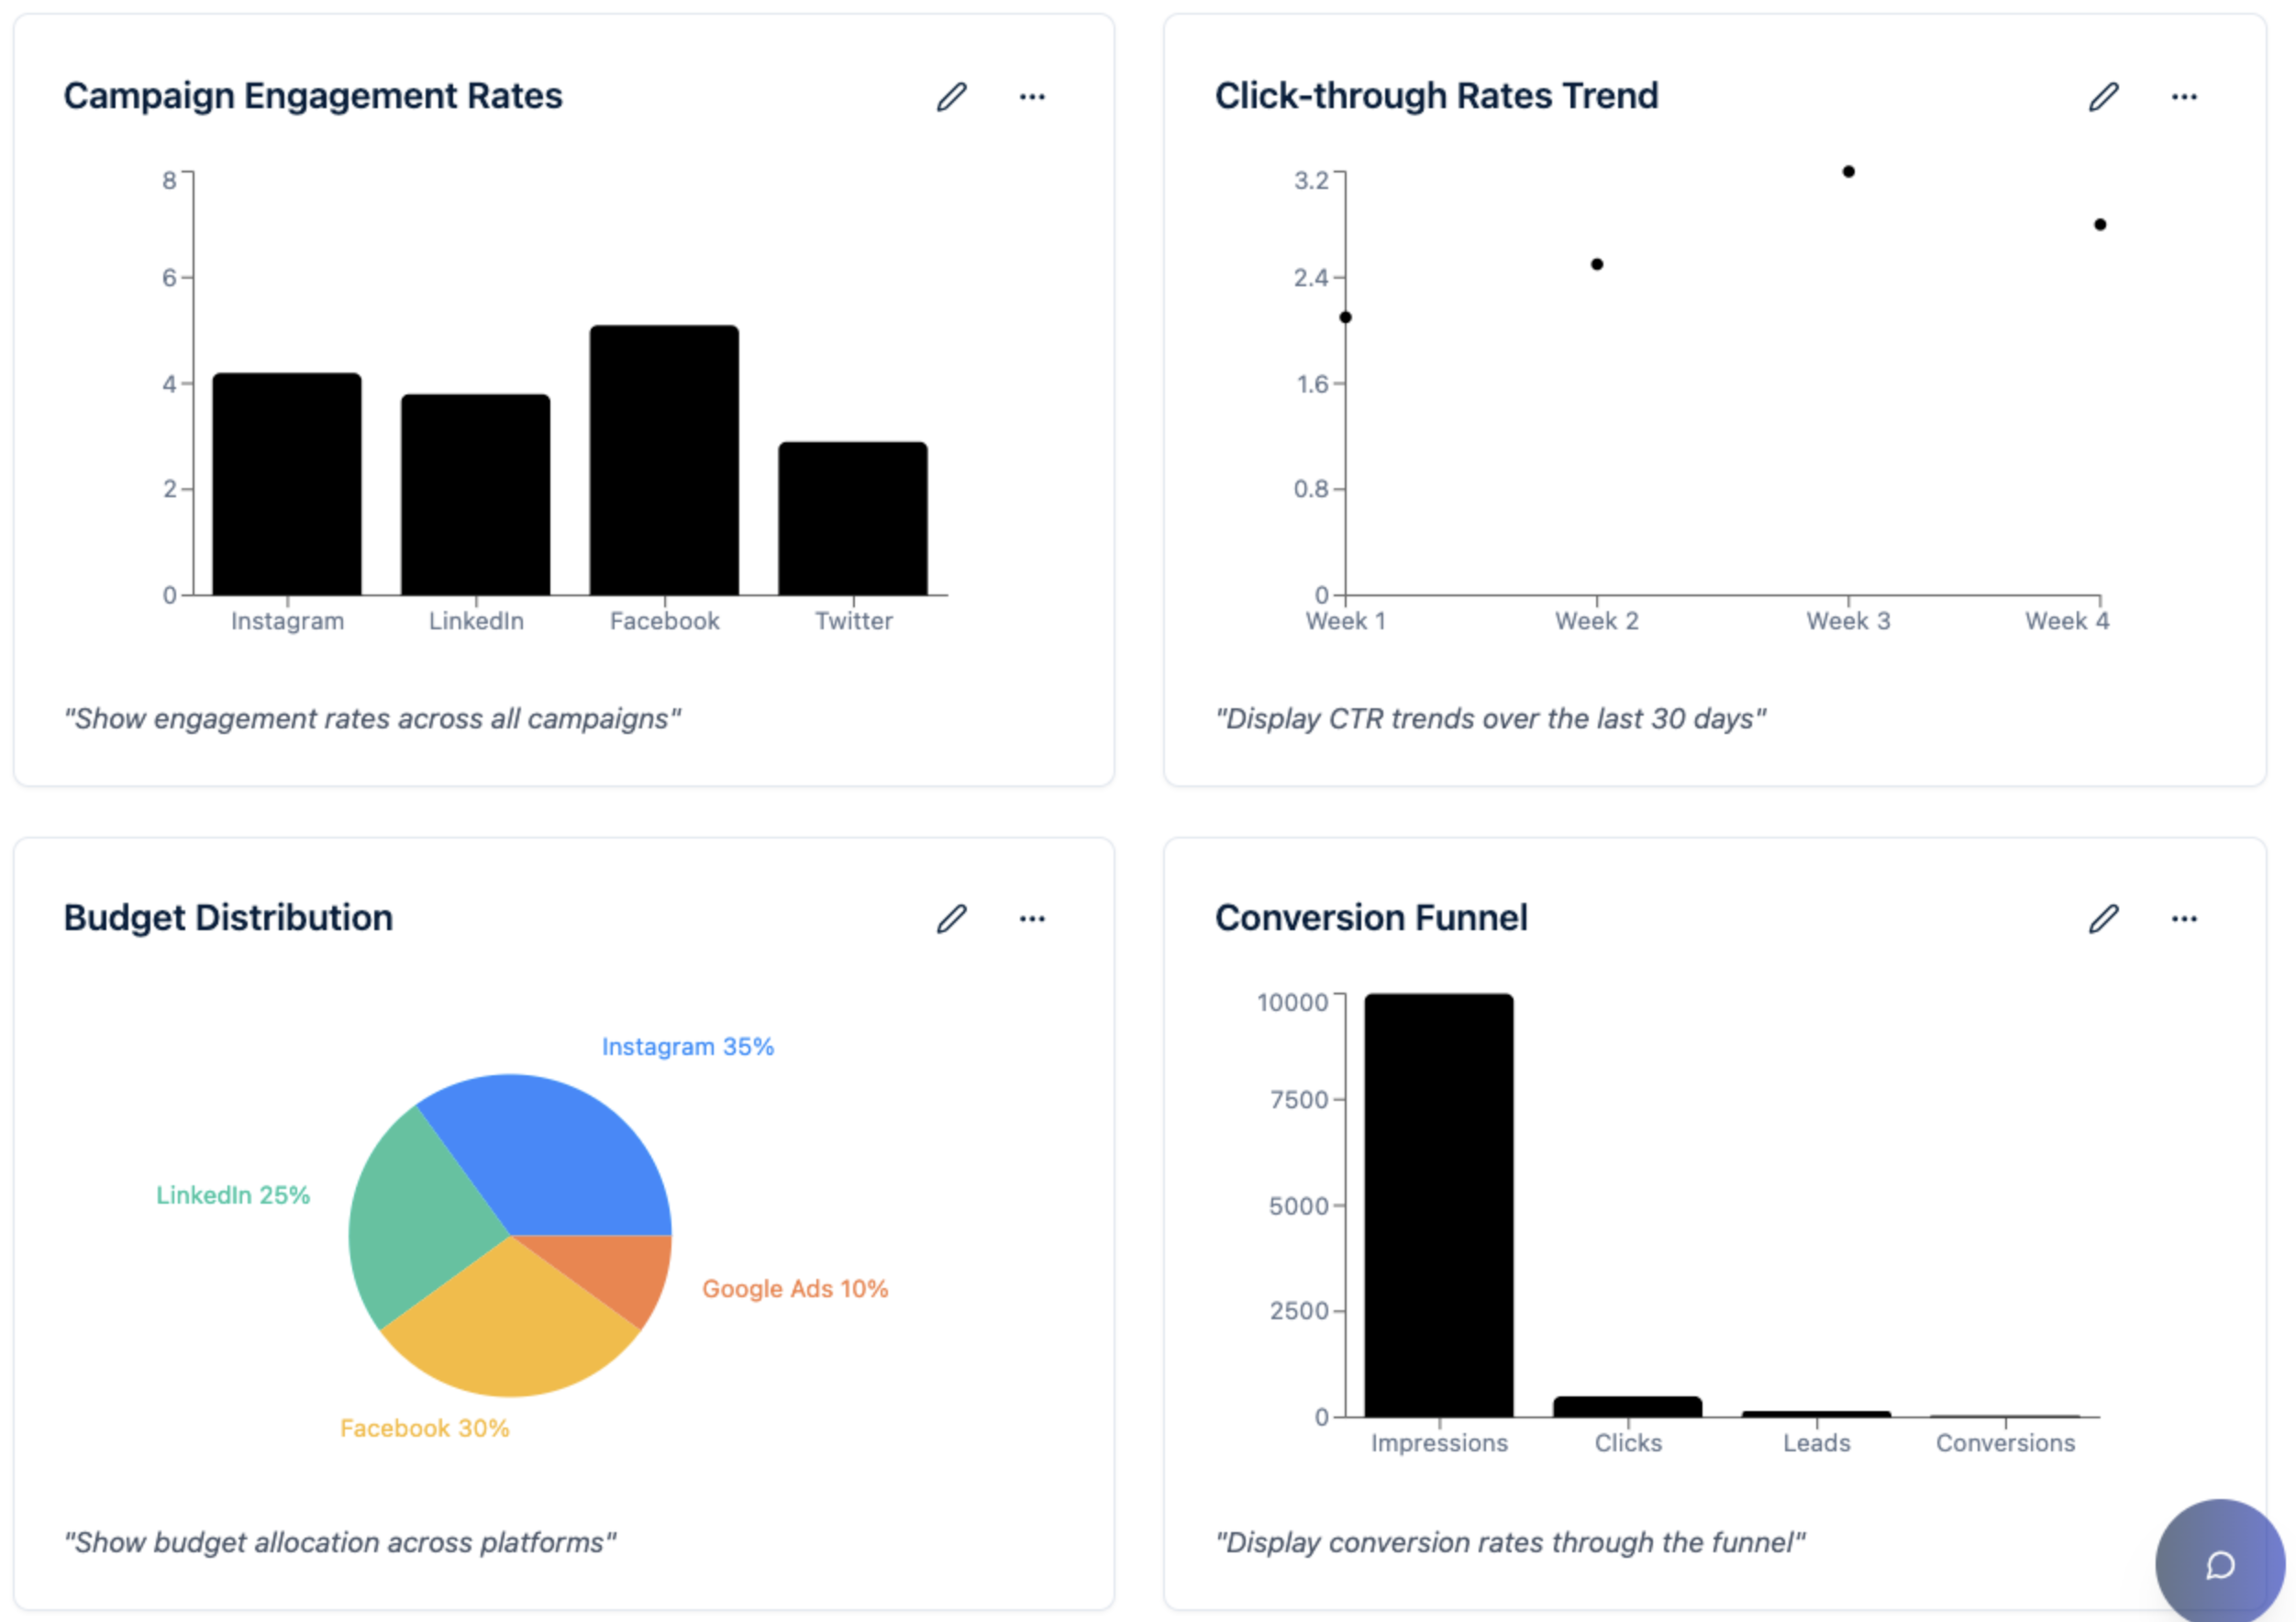 Campaign Engagement Rates
8
6
4
2
0
Instagram
LinkedIn
Facebook
Twitter
"Show engagement rates across all campaigns"
Click-through Rates Trend
3.2
2.4
1.6
0.8
0
Week 1
Week 2
Week 3
Week 4
"Display CTR trends over the last 30 days"
Budget Distribution
Instagram 35%
LinkedIn 25%
Google Ads 10%
Facebook 30%
"Show budget allocation across platforms"
Conversion Funnel
10000
7500
5000
2500
0
Impressions
Clicks
Leads
Conversions
"Display conversion rates through the funnel"